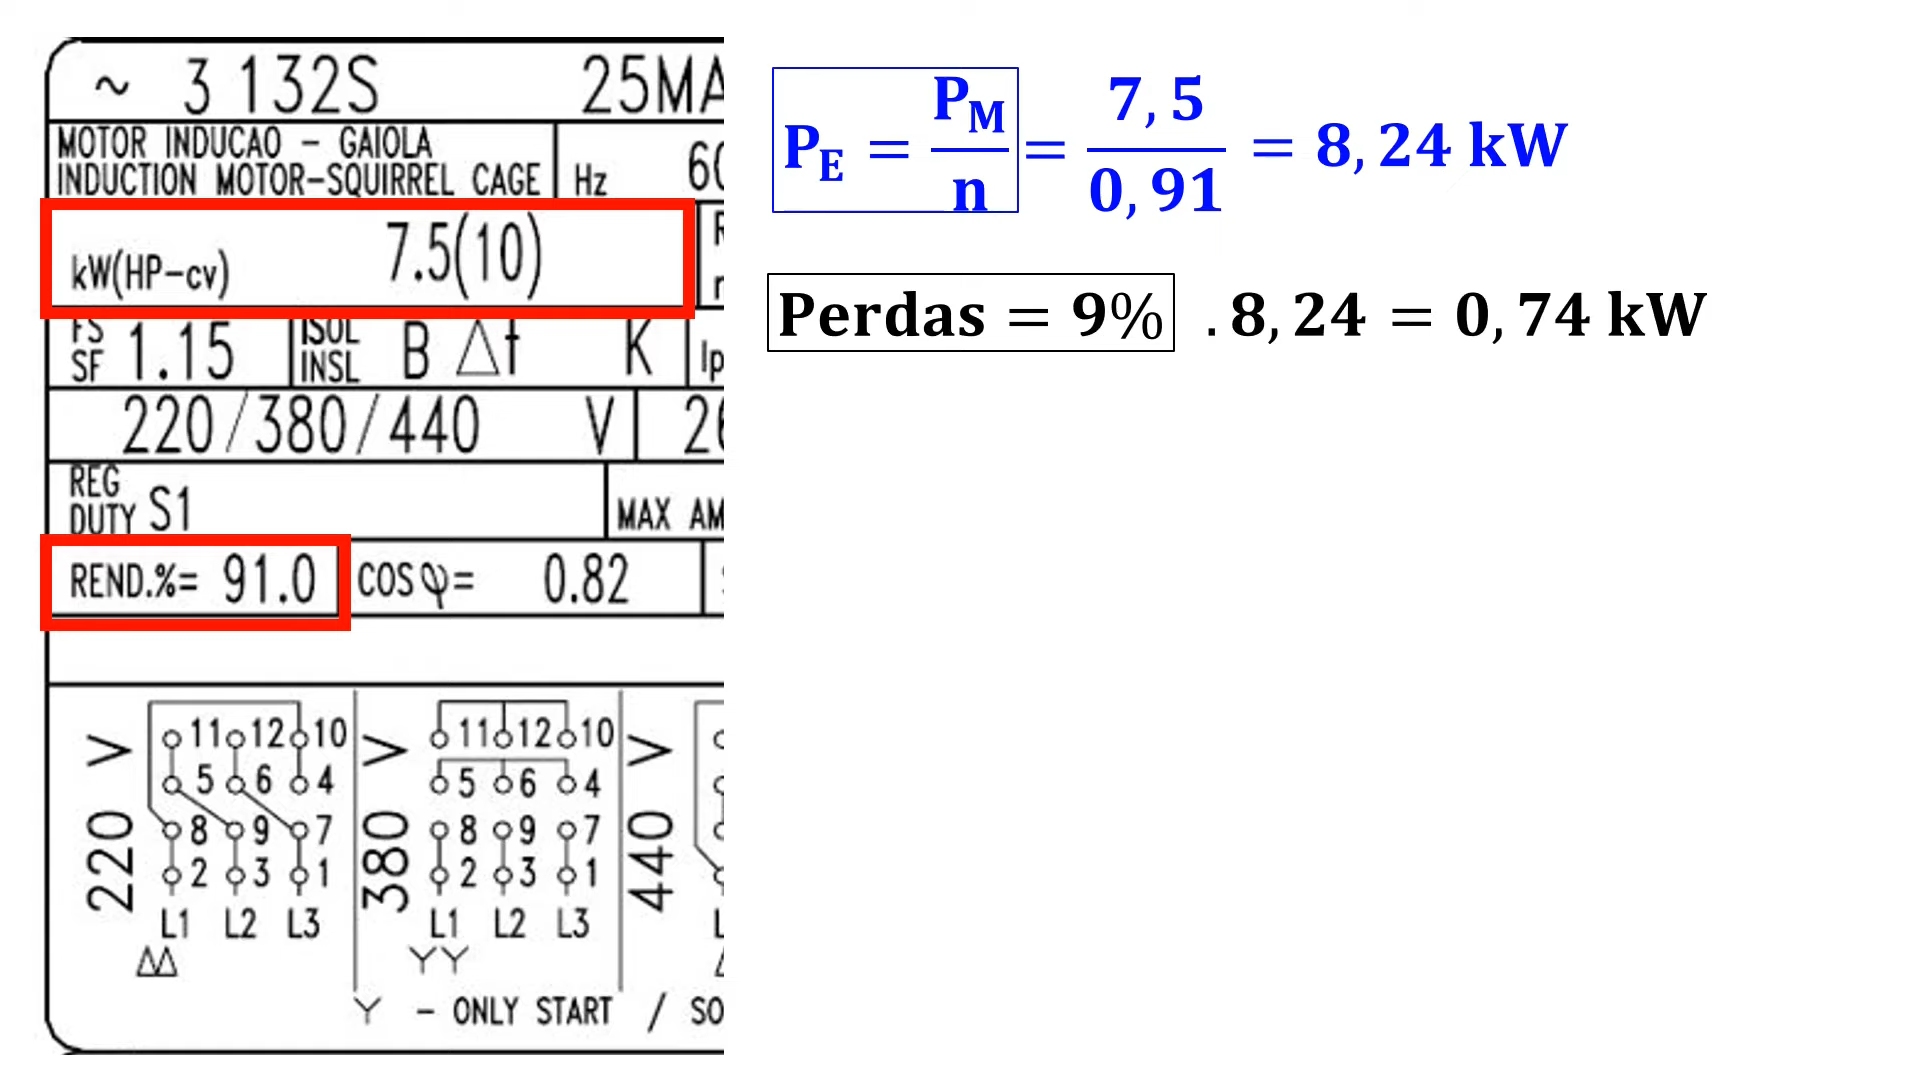 ~ 3 132S 25MA
MOTOR INDUCAO - GAIOLA
INDUCTION MOTOR-SQUIRREL CAGE Hz 60
kW(HP-cv) 7.5(10)
FS
SF 1.15 ISOL
INSL B Δt K Ip
220/380/440 V 26
REG
DUTY S1 MAX AM
REND.%= 91.0 COS φ= 0.82
220 V
11 12 10
5 6 4
8 9 7
2 3 1
L1 L2 L3
ΔΔ
380 V
11 12 10
5 6 4
8 9 7
2 3 1
L1 L2 L3
YY
440 V
L
Y - ONLY START / SO
P_E = P_M / n = 7,5 / 0,91 = 8,24 kW
Perdas = 9% . 8,24 = 0,74 kW